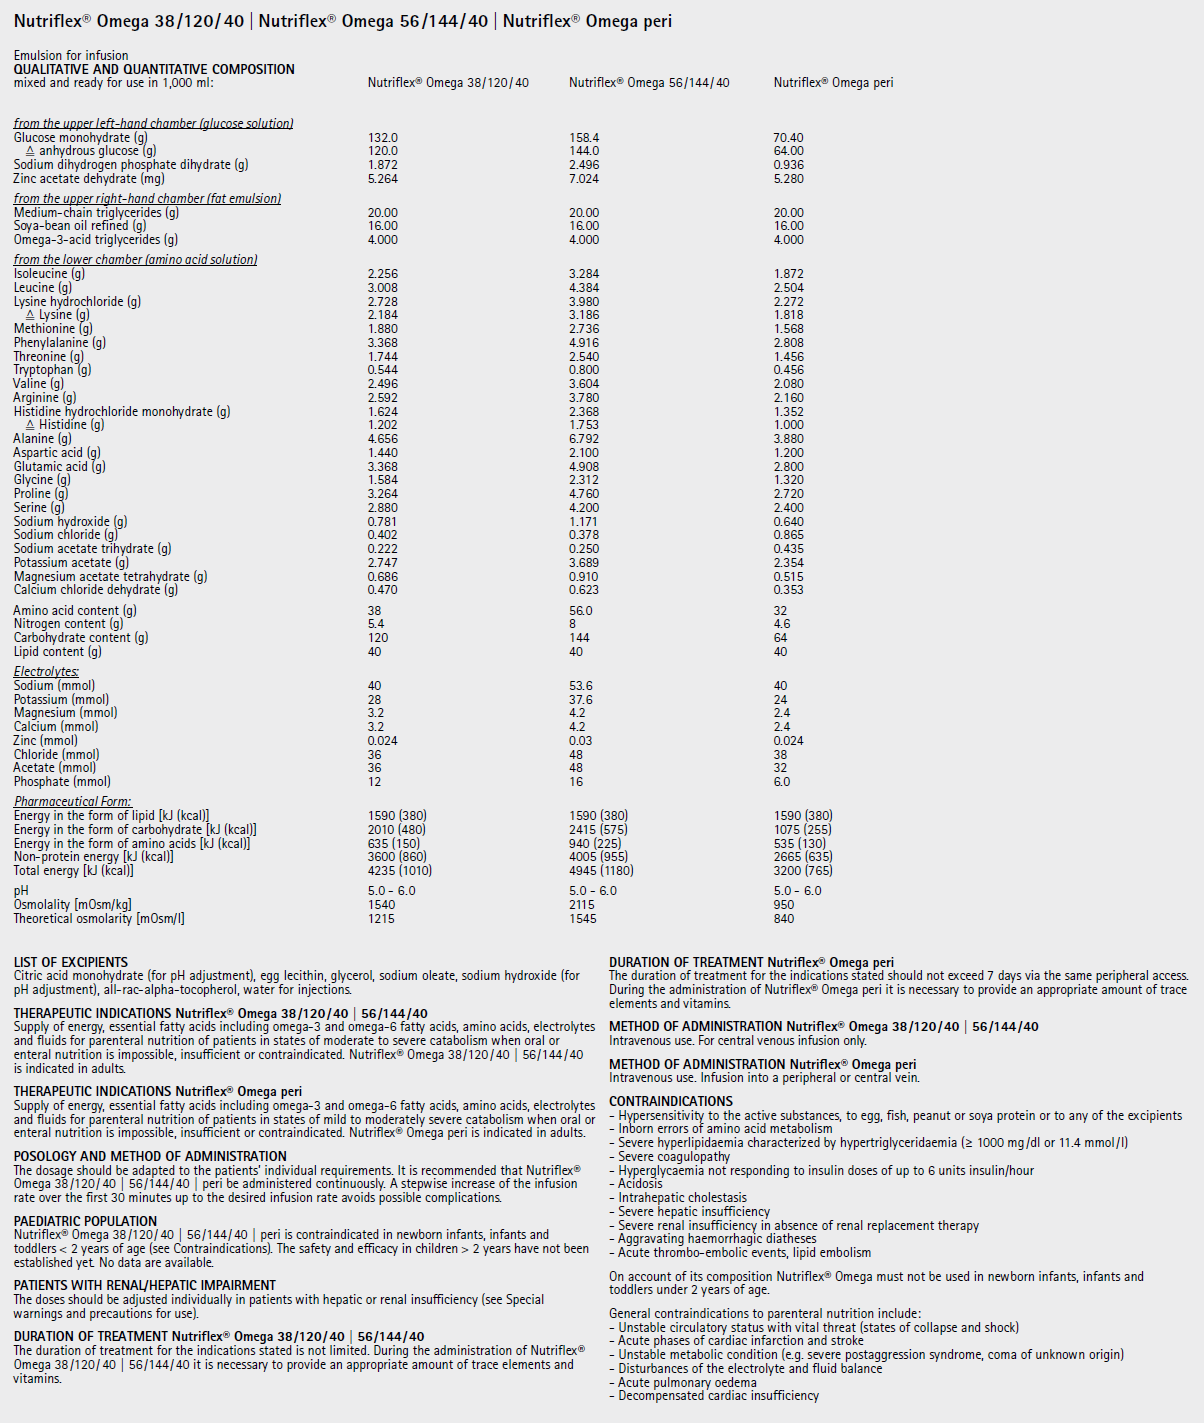 Nutriflex® Omega 38/120/40 | Nutriflex® Omega 56/144/40 | Nutriflex® Omega peri
Emulsion for infusion
QUALITATIVE AND QUANTITATIVE COMPOSITION
mixed and ready for use in 1,000 ml: Nutriflex® Omega 38/120/40 Nutriflex® Omega 56/144/40 Nutriflex® Omega peri
from the upper left-hand chamber (glucose solution)
Glucose monohydrate (g) 132.0 158.4 70.40
≙ anhydrous glucose (g) 120.0 144.0 64.00
Sodium dihydrogen phosphate dihydrate (g) 1.872 2.496 0.936
Zinc acetate dehydrate (mg) 5.264 7.024 5.280
from the upper right-hand chamber (fat emulsion)
Medium-chain triglycerides (g) 20.00 20.00 20.00
Soya-bean oil refined (g) 16.00 16.00 16.00
Omega-3-acid triglycerides (g) 4.000 4.000 4.000
from the lower chamber (amino acid solution)
Isoleucine (g) 2.256 3.284 1.872
Leucine (g) 3.008 4.384 2.504
Lysine hydrochloride (g) 2.728 3.980 2.272
≙ Lysine (g) 2.184 3.186 1.818
Methionine (g) 1.880 2.736 1.568
Phenylalanine (g) 3.368 4.916 2.808
Threonine (g) 1.744 2.540 1.456
Tryptophan (g) 0.544 0.800 0.456
Valine (g) 2.496 3.604 2.080
Arginine (g) 2.592 3.780 2.160
Histidine hydrochloride monohydrate (g) 1.624 2.368 1.352
≙ Histidine (g) 1.202 1.753 1.000
Alanine (g) 4.656 6.792 3.880
Aspartic acid (g) 1.440 2.100 1.200
Glutamic acid (g) 3.368 4.908 2.800
Glycine (g) 1.584 2.312 1.320
Proline (g) 3.264 4.760 2.720
Serine (g) 2.880 4.200 2.400
Sodium hydroxide (g) 0.781 1.171 0.640
Sodium chloride (g) 0.402 0.378 0.865
Sodium acetate trihydrate (g) 0.222 0.250 0.435
Potassium acetate (g) 2.747 3.689 2.354
Magnesium acetate tetrahydrate (g) 0.686 0.910 0.515
Calcium chloride dehydrate (g) 0.470 0.623 0.353
Amino acid content (g) 38 56.0 32
Nitrogen content (g) 5.4 8 4.6
Carbohydrate content (g) 120 144 64
Lipid content (g) 40 40 40
Electrolytes:
Sodium (mmol) 40 53.6 40
Potassium (mmol) 28 37.6 24
Magnesium (mmol) 3.2 4.2 2.4
Calcium (mmol) 3.2 4.2 2.4
Zinc (mmol) 0.024 0.03 0.024
Chloride (mmol) 36 48 38
Acetate (mmol) 36 48 32
Phosphate (mmol) 12 16 6.0
Pharmaceutical Form:
Energy in the form of lipid [kJ (kcal)] 1590 (380) 1590 (380) 1590 (380)
Energy in the form of carbohydrate [kJ (kcal)] 2010 (480) 2415 (575) 1075 (255)
Energy in the form of amino acids [kJ (kcal)] 635 (150) 940 (225) 535 (130)
Non-protein energy [kJ (kcal)] 3600 (860) 4005 (955) 2665 (635)
Total energy [kJ (kcal)] 4235 (1010) 4945 (1180) 3200 (765)
pH 5.0 - 6.0 5.0 - 6.0 5.0 - 6.0
Osmolality [mOsm/kg] 1540 2115 950
Theoretical osmolarity [mOsm/l] 1215 1545 840
LIST OF EXCIPIENTS
Citric acid monohydrate (for pH adjustment), egg lecithin, glycerol, sodium oleate, sodium hydroxide (for
pH adjustment), all-rac-alpha-tocopherol, water for injections.
THERAPEUTIC INDICATIONS Nutriflex® Omega 38/120/40 | 56/144/40
Supply of energy, essential fatty acids including omega-3 and omega-6 fatty acids, amino acids, electrolytes
and fluids for parenteral nutrition of patients in states of moderate to severe catabolism when oral or
enteral nutrition is impossible, insufficient or contraindicated. Nutriflex® Omega 38/120/40 | 56/144/40
is indicated in adults.
THERAPEUTIC INDICATIONS Nutriflex® Omega peri
Supply of energy, essential fatty acids including omega-3 and omega-6 fatty acids, amino acids, electrolytes
and fluids for parenteral nutrition of patients in states of mild to moderately severe catabolism when oral or
enteral nutrition is impossible, insufficient or contraindicated. Nutriflex® Omega peri is indicated in adults.
POSOLOGY AND METHOD OF ADMINISTRATION
The dosage should be adapted to the patients' individual requirements. It is recommended that Nutriflex®
Omega 38/120/40 | 56/144/40 | peri be administered continuously. A stepwise increase of the infusion
rate over the first 30 minutes up to the desired infusion rate avoids possible complications.
PAEDIATRIC POPULATION
Nutriflex® Omega 38/120/40 | 56/144/40 | peri is contraindicated in newborn infants, infants and
toddlers < 2 years of age (see Contraindications). The safety and efficacy in children > 2 years have not been
established yet. No data are available.
PATIENTS WITH RENAL/HEPATIC IMPAIRMENT
The doses should be adjusted individually in patients with hepatic or renal insufficiency (see Special
warnings and precautions for use).
DURATION OF TREATMENT Nutriflex® Omega 38/120/40 | 56/144/40
The duration of treatment for the indications stated is not limited. During the administration of Nutriflex®
Omega 38/120/40 | 56/144/40 it is necessary to provide an appropriate amount of trace elements and
vitamins.
DURATION OF TREATMENT Nutriflex® Omega peri
The duration of treatment for the indications stated should not exceed 7 days via the same peripheral access.
During the administration of Nutriflex® Omega peri it is necessary to provide an appropriate amount of trace
elements and vitamins.
METHOD OF ADMINISTRATION Nutriflex® Omega 38/120/40 | 56/144/40
Intravenous use. For central venous infusion only.
METHOD OF ADMINISTRATION Nutriflex® Omega peri
Intravenous use. Infusion into a peripheral or central vein.
CONTRAINDICATIONS
- Hypersensitivity to the active substances, to egg, fish, peanut or soya protein or to any of the excipients
- Inborn errors of amino acid metabolism
- Severe hyperlipidaemia characterized by hypertriglyceridaemia (≥ 1000 mg/dl or 11.4 mmol/l)
- Severe coagulopathy
- Hyperglycaemia not responding to insulin doses of up to 6 units insulin/hour
- Acidosis
- Intrahepatic cholestasis
- Severe hepatic insufficiency
- Severe renal insufficiency in absence of renal replacement therapy
- Aggravating haemorrhagic diatheses
- Acute thrombo-embolic events, lipid embolism
On account of its composition Nutriflex® Omega must not be used in newborn infants, infants and
toddlers under 2 years of age.
General contraindications to parenteral nutrition include:
- Unstable circulatory status with vital threat (states of collapse and shock)
- Acute phases of cardiac infarction and stroke
- Unstable metabolic condition (e.g. severe postaggression syndrome, coma of unknown origin)
- Disturbances of the electrolyte and fluid balance
- Acute pulmonary oedema
- Decompensated cardiac insufficiency